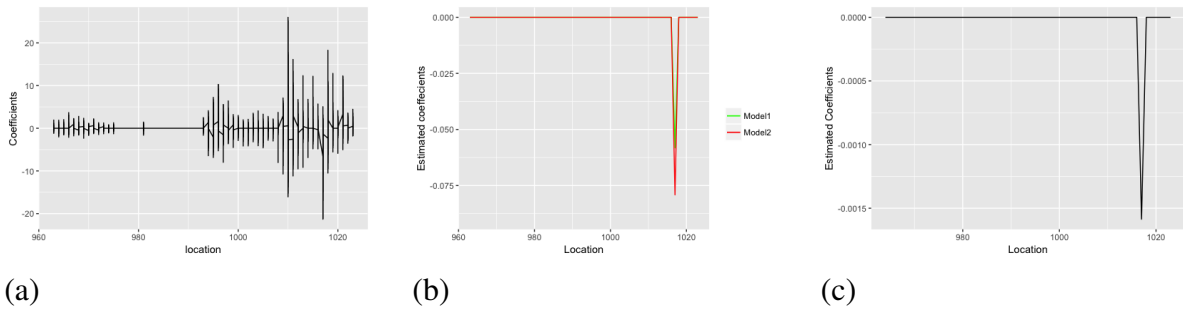 Coefficients
20
10
0
-10
-20
960
980
1000
1020
location
(a)
Estimated coeffecients
0.000
-0.025
-0.050
-0.075
960
980
1000
1020
Location
Model1
Model2
(b)
Estimated Coefficients
0.0000
-0.0005
-0.0010
-0.0015
980
1000
1020
Location
(c)